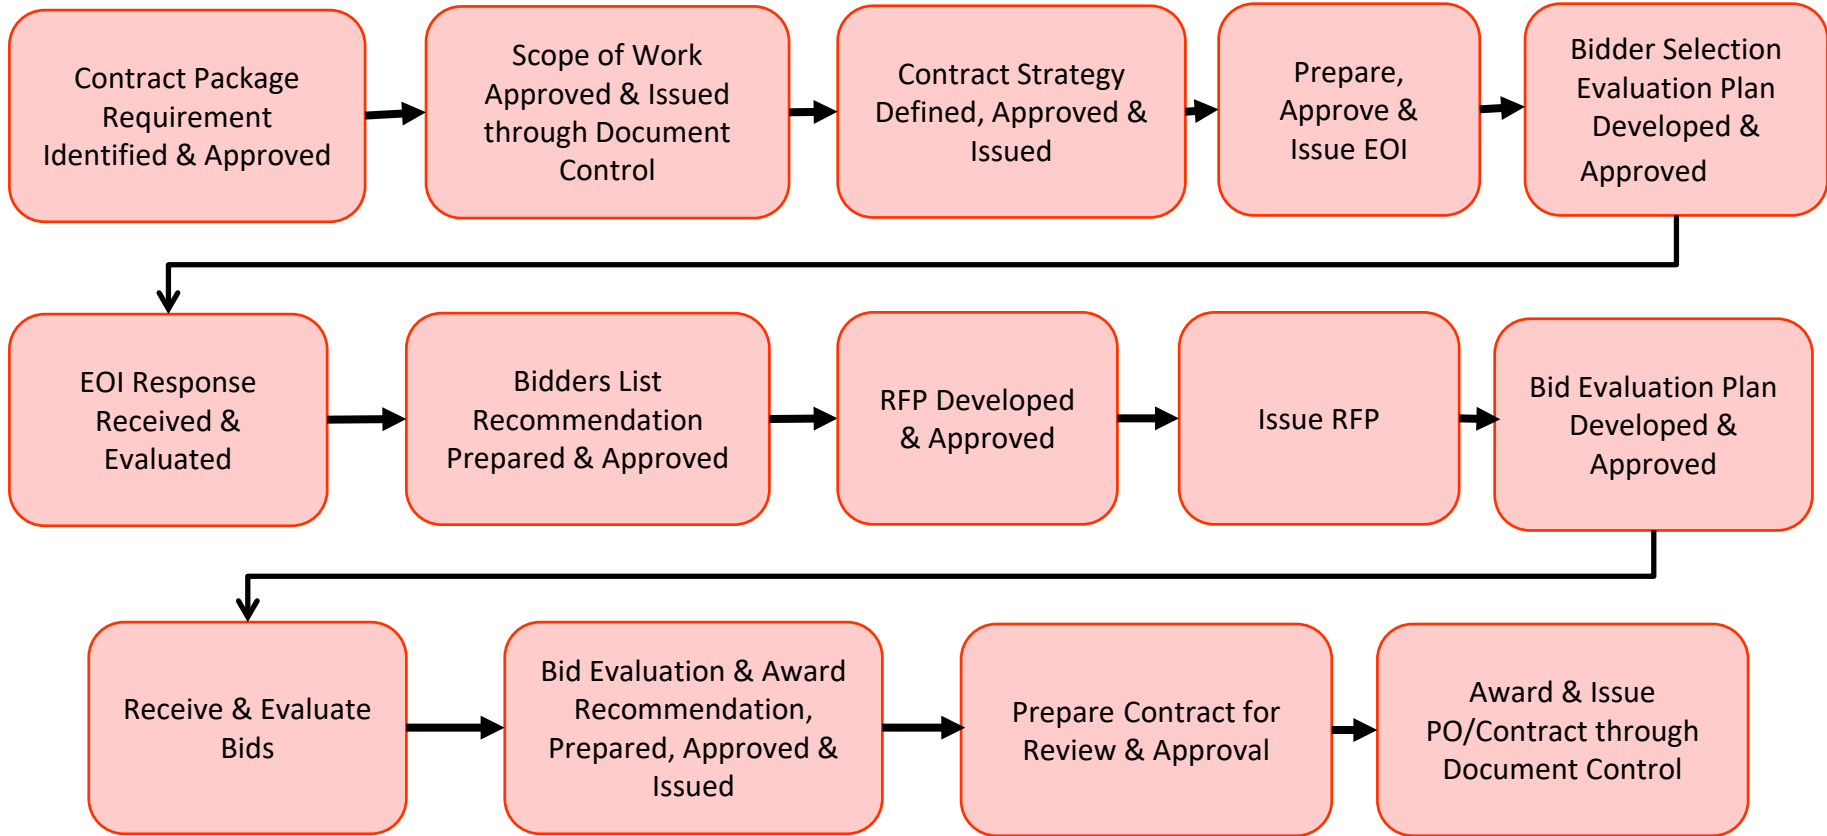 Contract Package
Requirement
Identified & Approved
Scope of Work
Approved & Issued
through Document
Control
Contract Strategy
Defined, Approved &
Issued
Prepare,
Approve &
Issue EOI
Bidder Selection
Evaluation Plan
Developed &
Approved
EOI Response
Received &
Evaluated
Bidders List
Recommendation
Prepared & Approved
RFP Developed
& Approved
Issue RFP
Bid Evaluation Plan
Developed &
Approved
Receive & Evaluate
Bids
Bid Evaluation & Award
Recommendation,
Prepared, Approved &
Issued
Prepare Contract for
Review & Approval
Award & Issue
PO/Contract through
Document Control